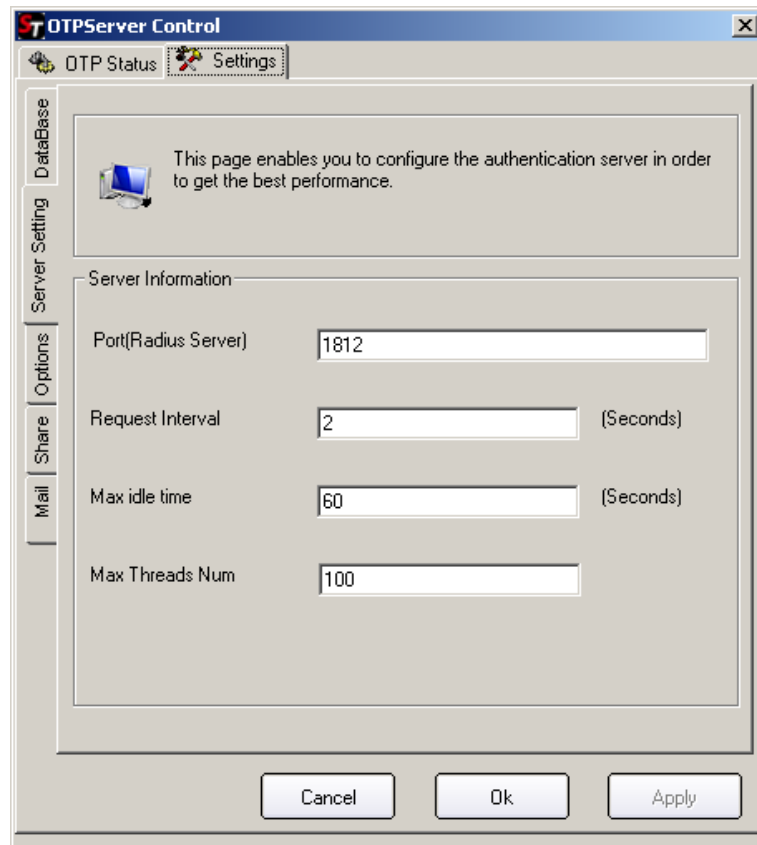 ST OTPServer Control
OTP Status
Settings
DataBase
Server Setting
Options
Share
Mail
This page enables you to configure the authentication server in order
to get the best performance.
Server Information
Port(Radius Server)
1812
Request Interval
2
(Seconds)
Max idle time
60
(Seconds)
Max Threads Num
100
Cancel
Ok
Apply